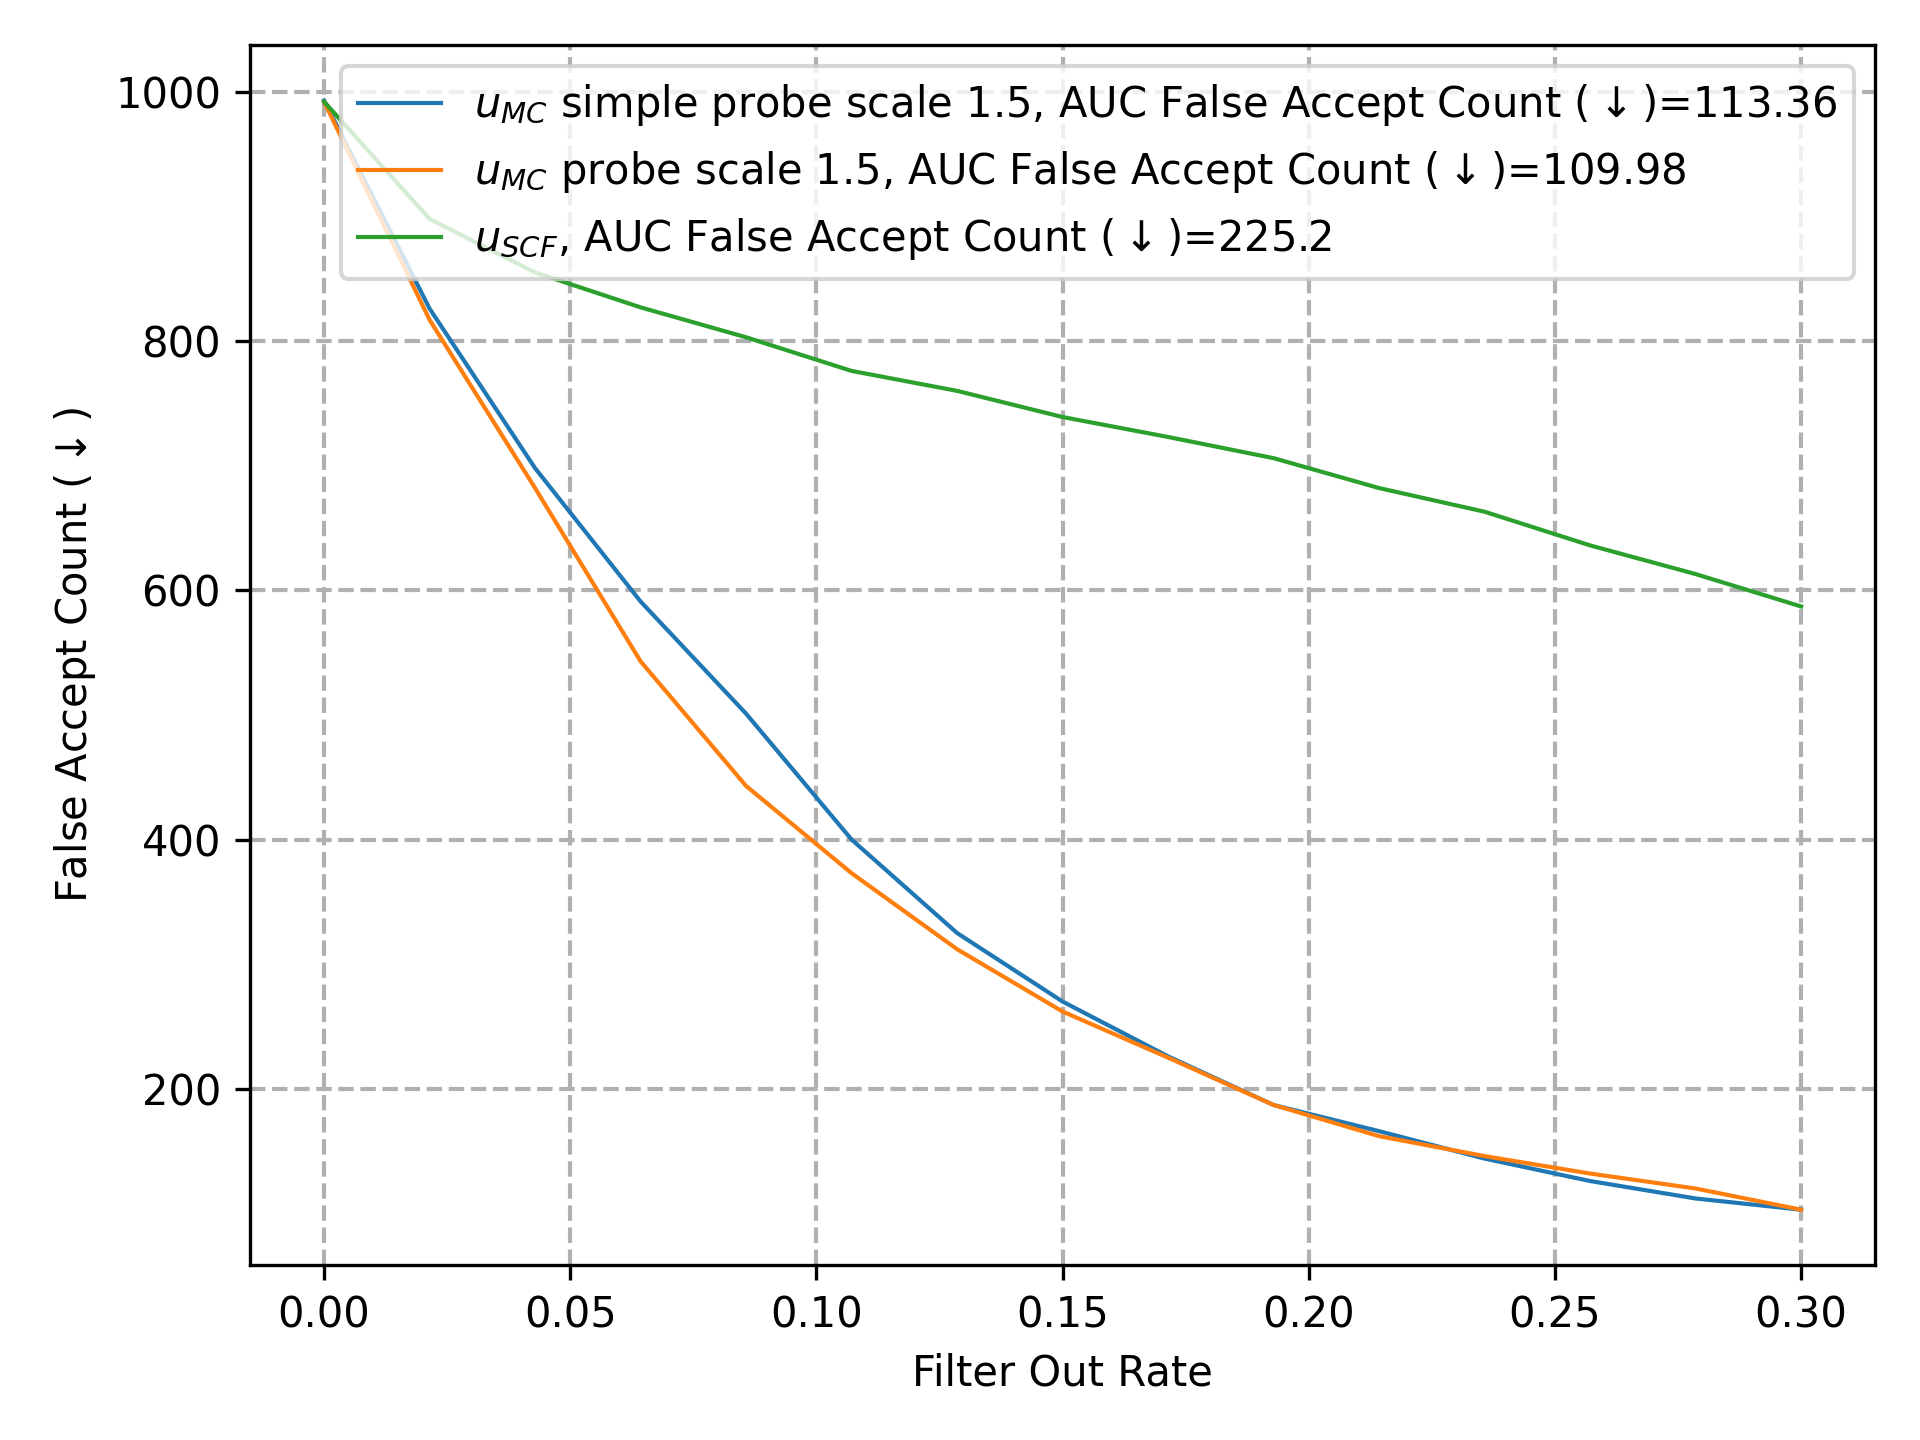 1000
800
600
400
200
False Accept Count (↓)
u_MC simple probe scale 1.5, AUC False Accept Count (↓)=113.36
u_MC probe scale 1.5, AUC False Accept Count (↓)=109.98
u_SCF, AUC False Accept Count (↓)=225.2
0.00 0.05 0.10 0.15 0.20 0.25 0.30
Filter Out Rate